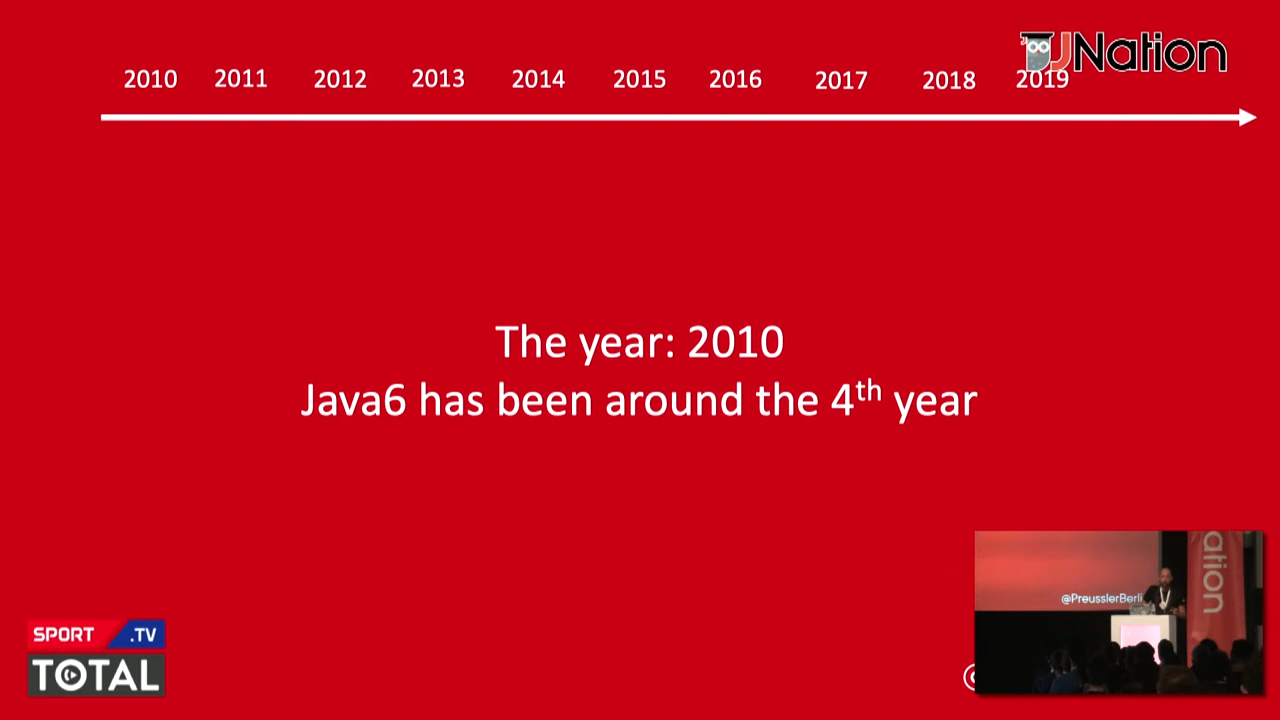 JNation
2010 2011 2012 2013 2014 2015 2016 2017 2018 2019
The year: 2010
Java6 has been around the 4th year
@PreusslerBerli
ation
SPORT .TV
TOTAL